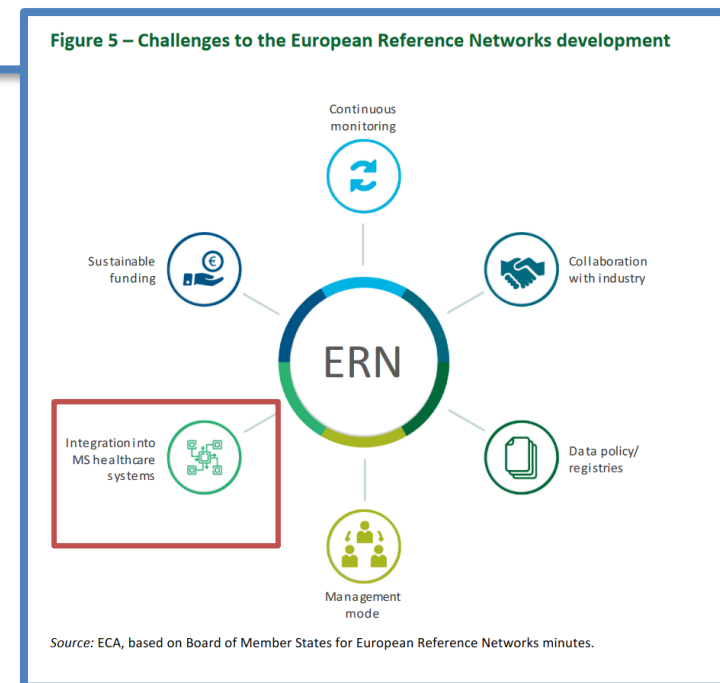 Figure 5 – Challenges to the European Reference Networks development
Continuous
monitoring
Sustainable
funding
€
Collaboration
with industry
ERN
Integration into
MS healthcare
systems
Data policy/
registries
Management
mode
Source: ECA, based on Board of Member States for European Reference Networks minutes.